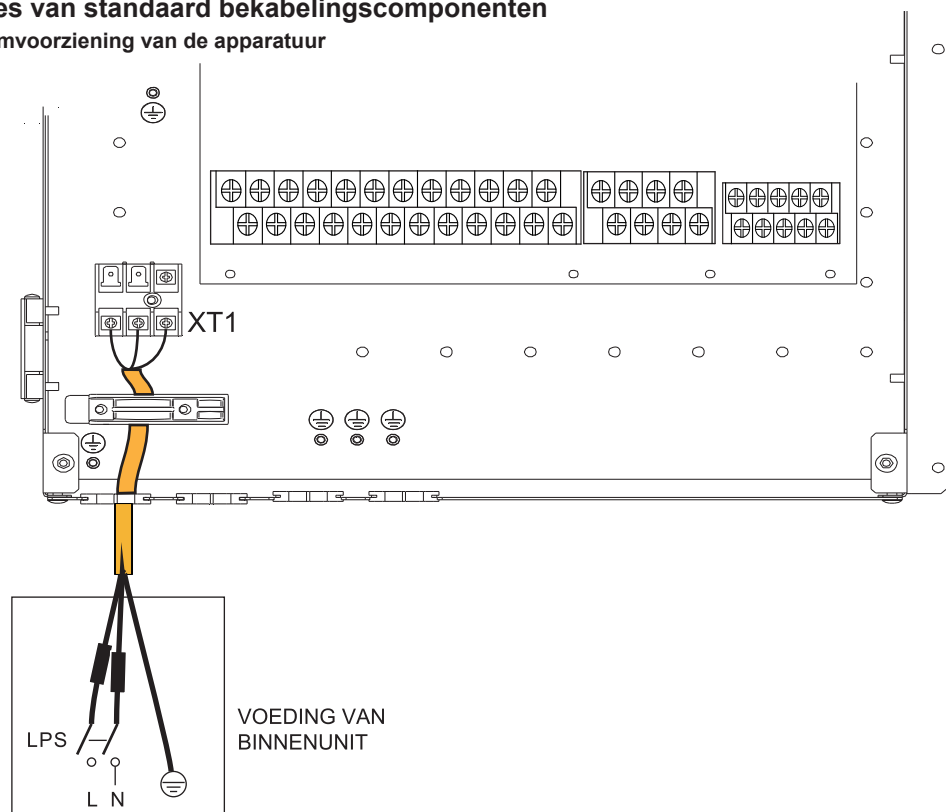 es van standaard bekabelingscomponenten
mvoorziening van de apparatuur
XT1
VOEDING VAN
BINNENUNIT
LPS
L N